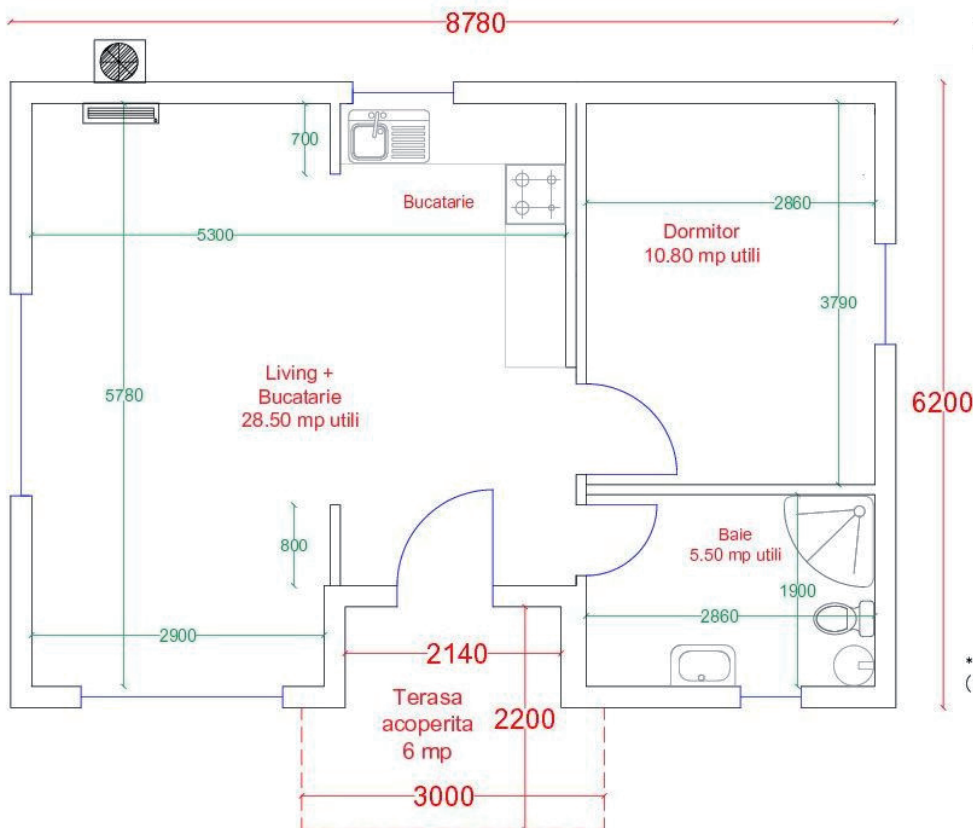 8780
700
Bucatarie
2860
5300
Dormitor
10.80 mp utili
3790
Living +
Bucatarie
28.50 mp utili
5780
6200
800
Baie
5.50 mp utili
1900
2900
2860
2140
Terasa
acoperita
6 mp
2200
3000
*
(